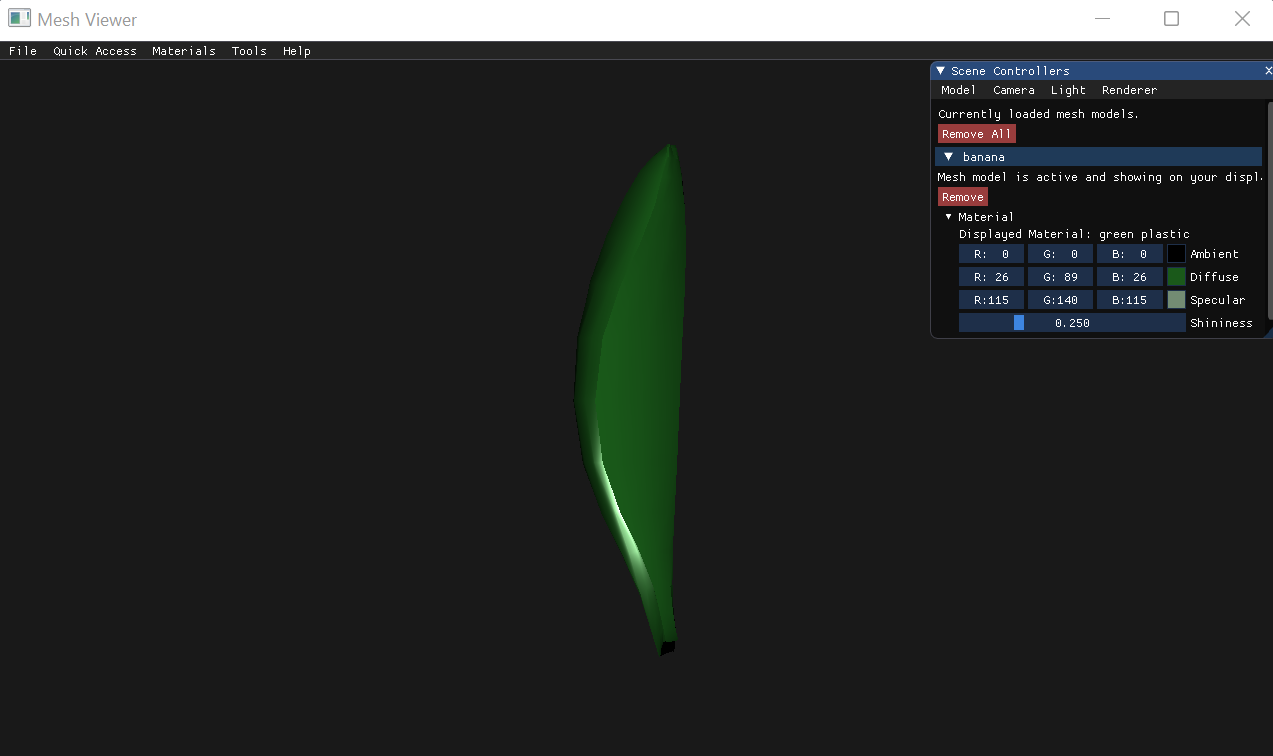 Mesh Viewer
File Quick Access Materials Tools Help
Scene Controllers
Model Camera Light Renderer
Currently loaded mesh models.
Remove All
banana
Mesh model is active and showing on your displ.
Remove
Material
Displayed Material: green plastic
R: 0 G: 0 B: 0 Ambient
R: 26 G: 89 B: 26 Diffuse
R:115 G:140 B:115 Specular
0.250 Shininess